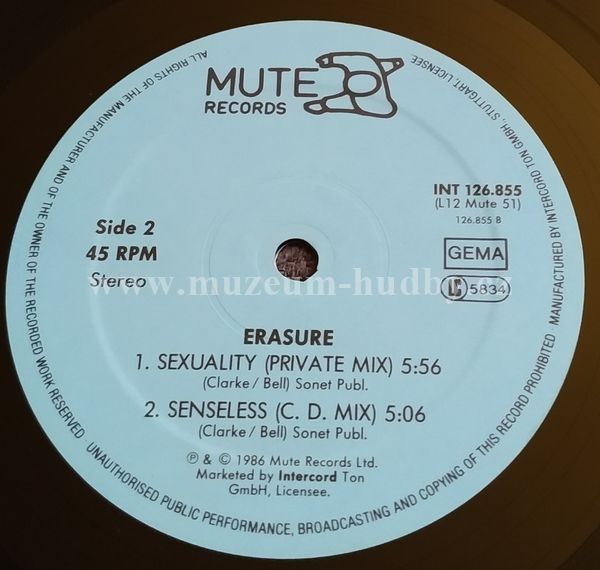 MUTE
RECORDS
INT 126.855
(L12 Mute 51)
126.855 B
Side 2
45 RPM
Stereo
GEMA
LC 5834
www.muzeum-hudby.cz
ERASURE
1. SEXUALITY (PRIVATE MIX) 5:56
(Clarke / Bell) Sonet Publ.
2. SENSELESS (C. D. MIX) 5:06
(Clarke / Bell) Sonet Publ.
℗ & © 1986 Mute Records Ltd.
Marketed by Intercord Ton
GmbH, Licensee.
ALL RIGHTS OF THE MANUFACTURER AND OF THE OWNER OF THE RECORDED WORK RESERVED · UNAUTHORISED PUBLIC PERFORMANCE, BROADCASTING AND COPYING OF THIS RECORD PROHIBITED · MANUFACTURED BY INTERCORD TON GMBH, STUTTGART, LICENSEE